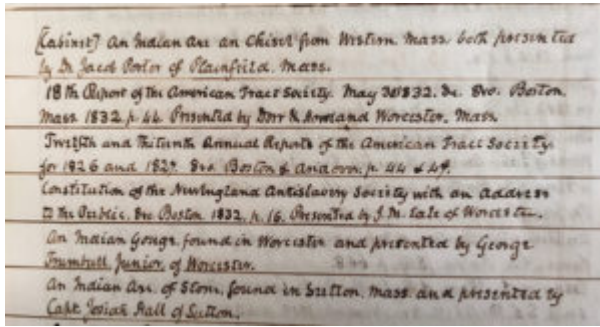 [Cabinet] An Indian Axe an Chisel from Western Mass. both presented
by Dr. Jacob Porter of Plainfield, Mass.
18th Report of the American Tract Society. May 30 1832. &c. 8vo. Boston.
Mass 1832. p. 44. Presented by Dorr & Howland Worcester. Mass
Twelfth and thirteenth Annual Reports of the American Tract Society.
for 1826 and 1827. 8vo. Boston & Andover. p. 44 & 49.
Constitution of the New England Antislavery Society with an Address
to the Public. 8vo Boston. 1832. p. 16. Presented by J. M. of Worcester.
An Indian Gouge, found in Worcester and presented by George
Trumbull, Junior, of Worcester.
An Indian Axe, of Stone, found in Sutton. Mass. and presented by
Capt. Josiah Hall of Sutton.